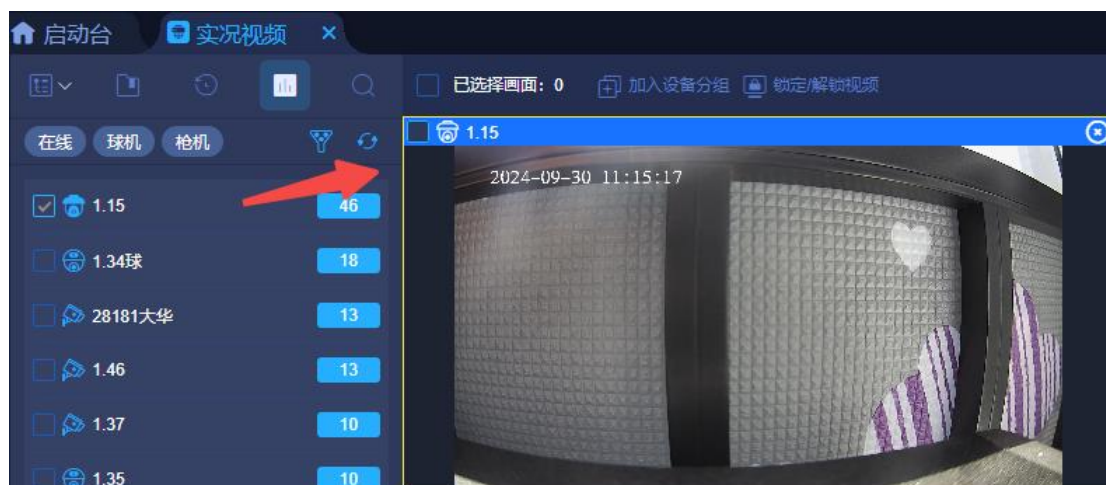 启动台 实况视频 ×
已选择画面：0 加入设备分组 锁定/解锁视频
在线 球机 枪机
1.15
2024-09-30 11:15:17
1.15 46
1.34球 18
28181大华 13
1.46 13
1.37 10
1.35 10